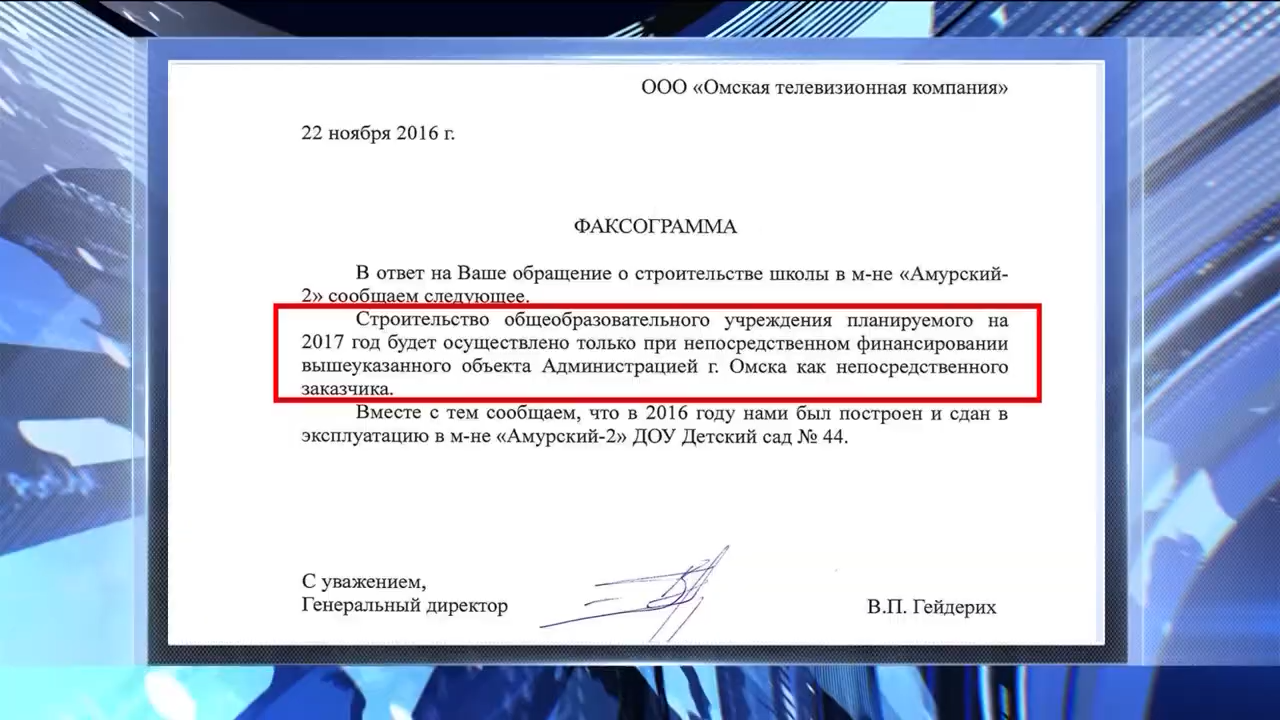 ООО «Омская телевизионная компания»
22 ноября 2016 г.
ФАКСОГРАММА
В ответ на Ваше обращение о строительстве школы в м-не «Амурский-
2» сообщаем следующее.
Строительство общеобразовательного учреждения планируемого на
2017 год будет осуществлено только при непосредственном финансировании
вышеуказанного объекта Администрацией г. Омска как непосредственного
заказчика.
Вместе с тем сообщаем, что в 2016 году нами был построен и сдан в
эксплуатацию в м-не «Амурский-2» ДОУ Детский сад № 44.
С уважением,
Генеральный директор
В.П. Гейдерих